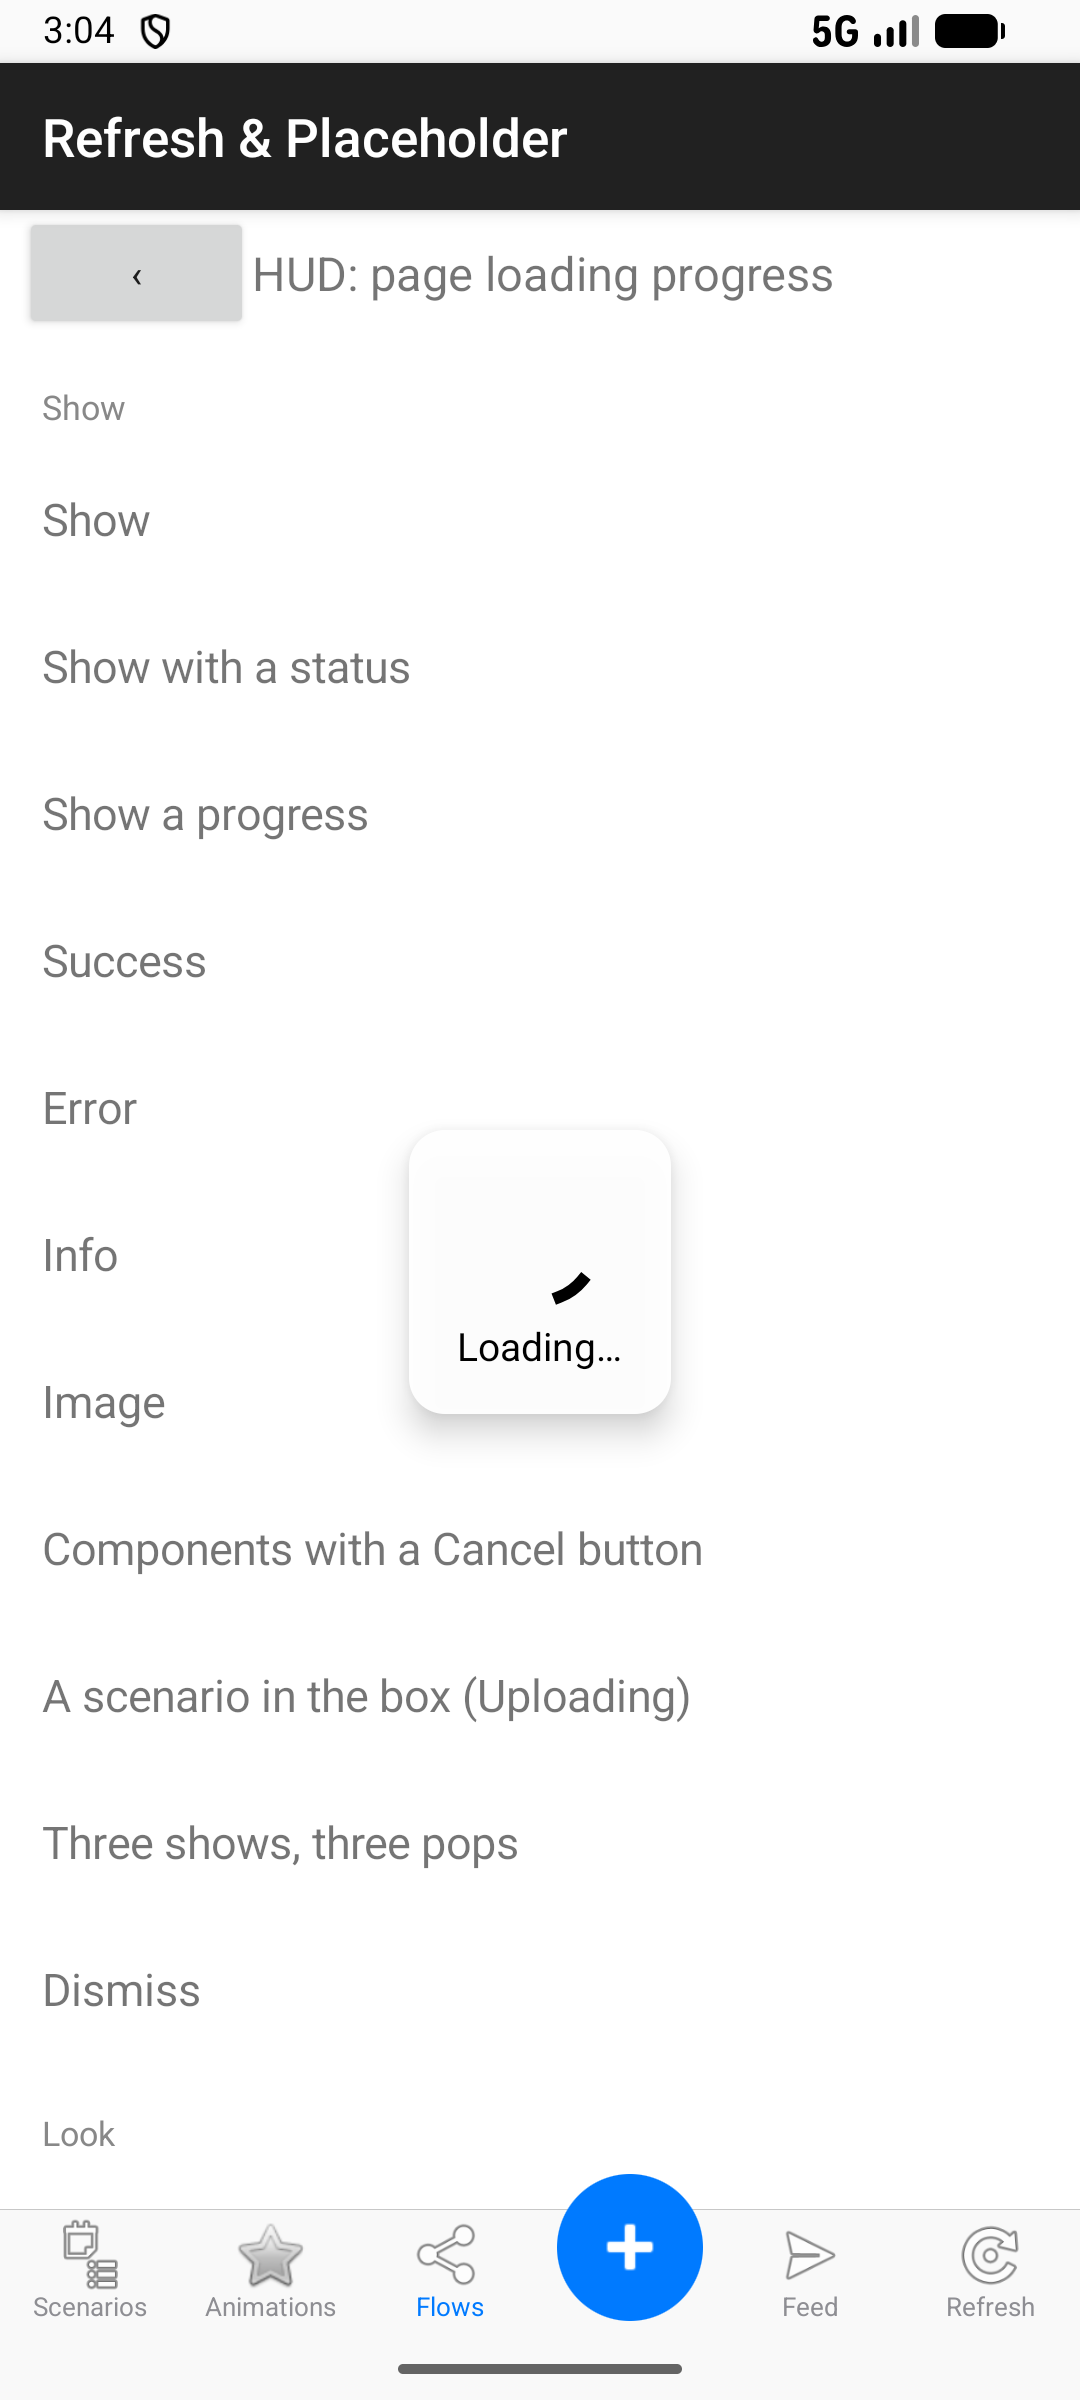 3:04
5G
Refresh & Placeholder
‹
HUD: page loading progress
Show
Show
Show with a status
Show a progress
Success
Error
Info
Loading...
Image
Components with a Cancel button
A scenario in the box (Uploading)
Three shows, three pops
Dismiss
Look
Scenarios
Animations
Flows
Feed
Refresh